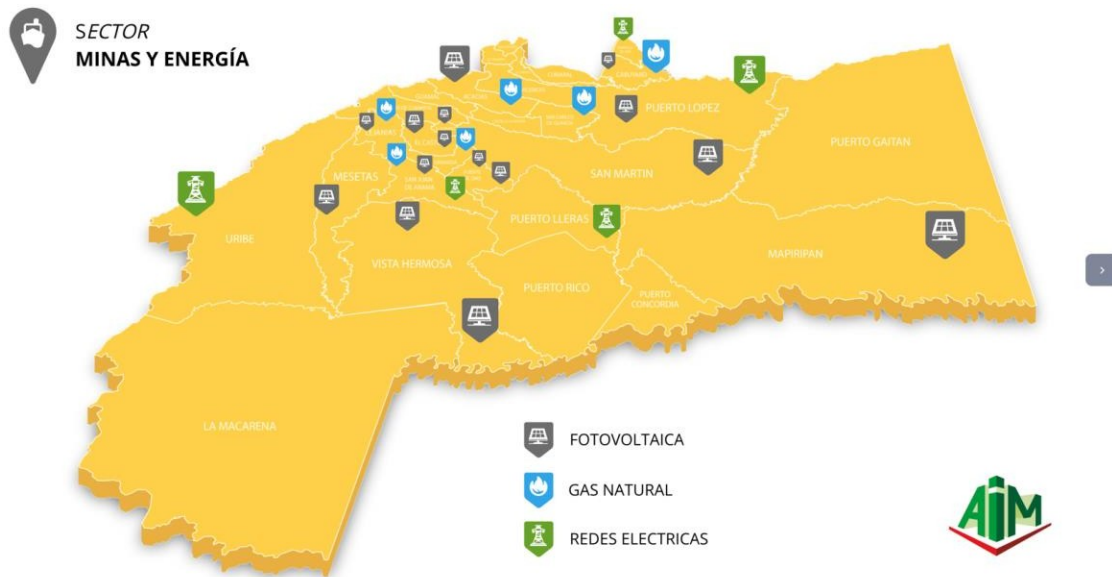 SECTOR
MINAS Y ENERGÍA
PUERTO LOPEZ
PUERTO GAITAN
SAN MARTIN
MESETAS
PUERTO LLERAS
URIBE
VISTA HERMOSA
MAPIRIPAN
PUERTO RICO
PUERTO
CONCORDIA
LA MACARENA
FOTOVOLTAICA
GAS NATURAL
REDES ELECTRICAS
AIM